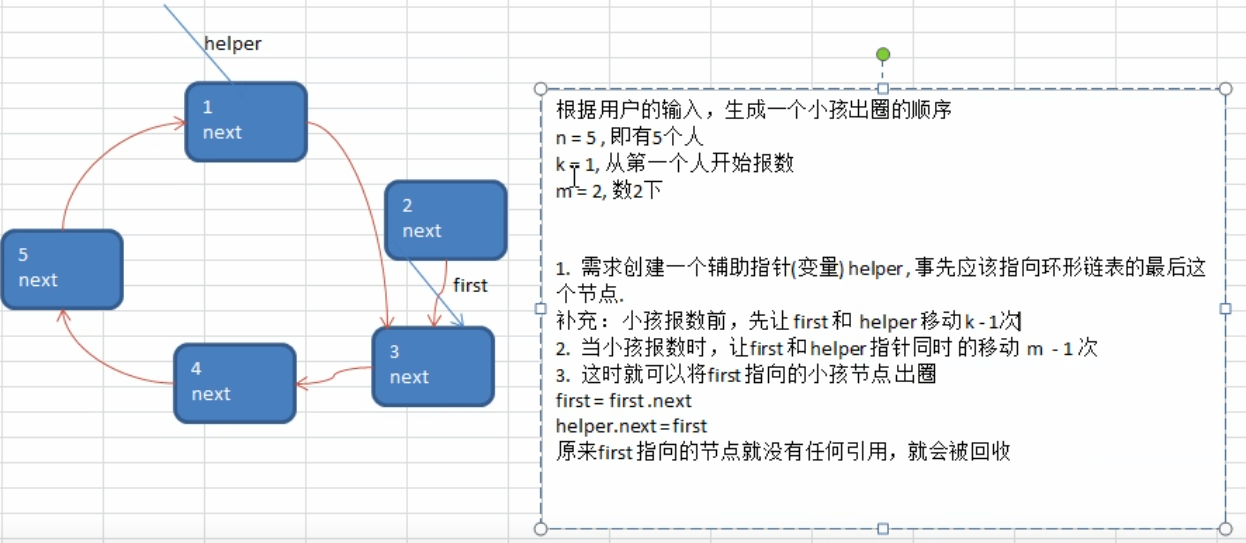 helper
1
next
2
next
5
next
first
3
next
4
next
根据用户的输入，生成一个小孩出圈的顺序
n = 5 , 即有5个人
k = 1, 从第一个人开始报数
m = 2, 数2下
1. 需求创建一个辅助指针(变量) helper , 事先应该指向环形链表的最后这
个节点.
补充：小孩报数前，先让 first 和 helper 移动 k - 1次
2. 当小孩报数时，让first 和 helper 指针同时 的移动 m - 1 次
3. 这时就可以将first 指向的小孩节点 出圈
first = first .next
helper.next = first
原来first 指向的节点就没有任何引用，就会被回收